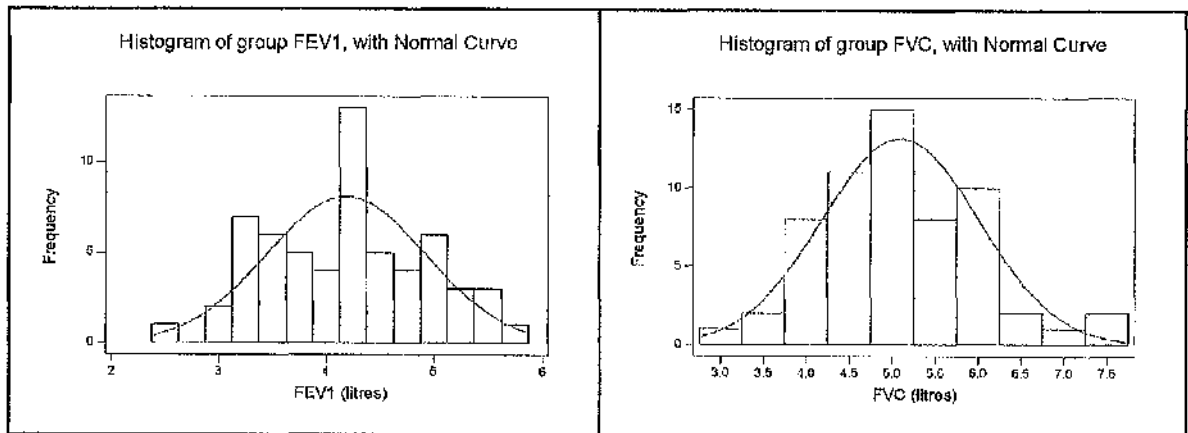 Histogram of group FEV1, with Normal Curve
10
5
0
Frequency
2 3 4 5 6
FEV1 (litres)
Histogram of group FVC, with Normal Curve
15
10
5
0
Frequency
3.0 3.5 4.0 4.5 5.0 5.5 6.0 6.5 7.0 7.5
FVC (litres)